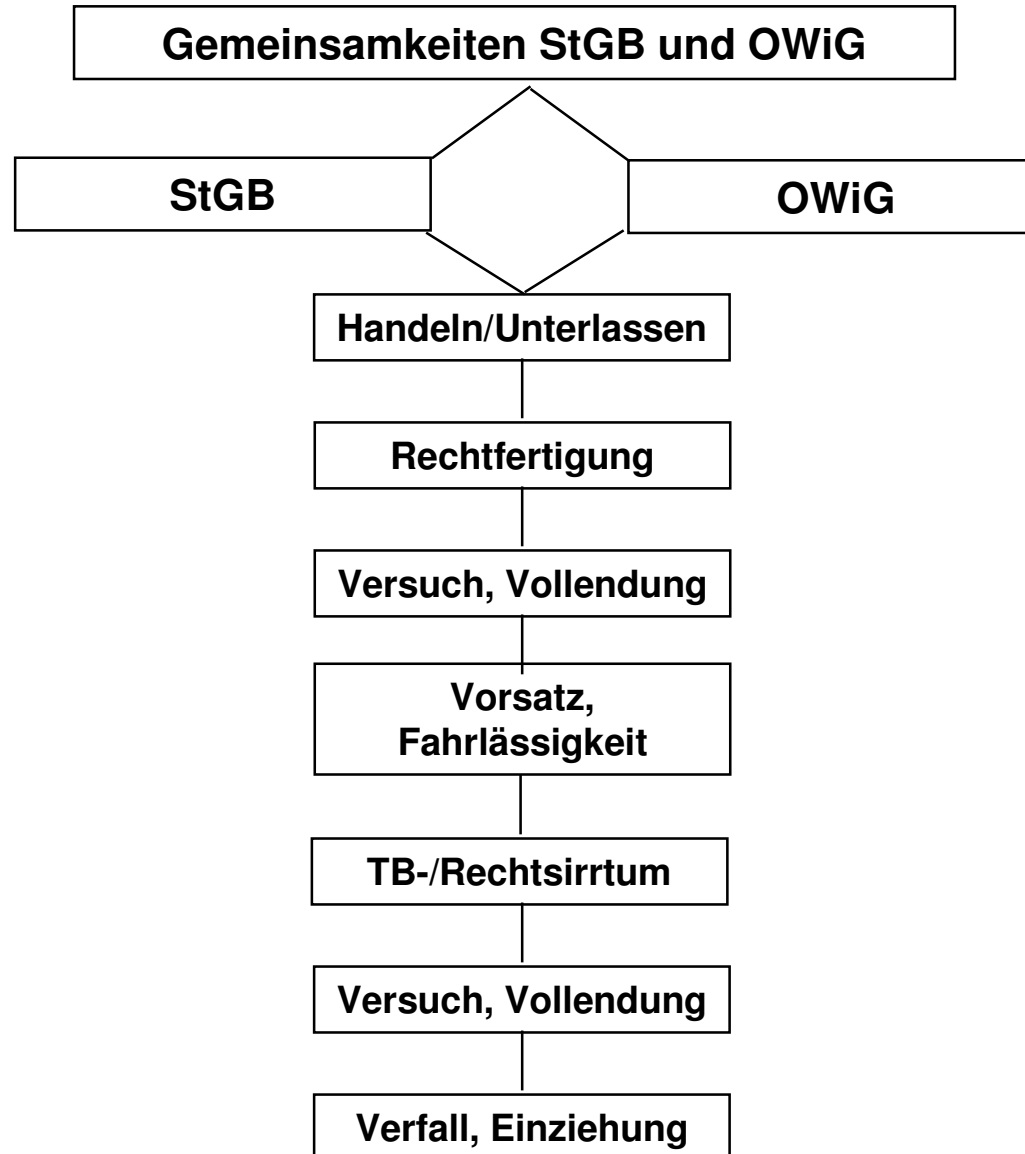 Gemeinsamkeiten StGB und OWiG
StGB
OWiG
Handeln/Unterlassen
Rechtfertigung
Versuch, Vollendung
Vorsatz,
Fahrlässigkeit
TB-/Rechtsirrtum
Versuch, Vollendung
Verfall, Einziehung